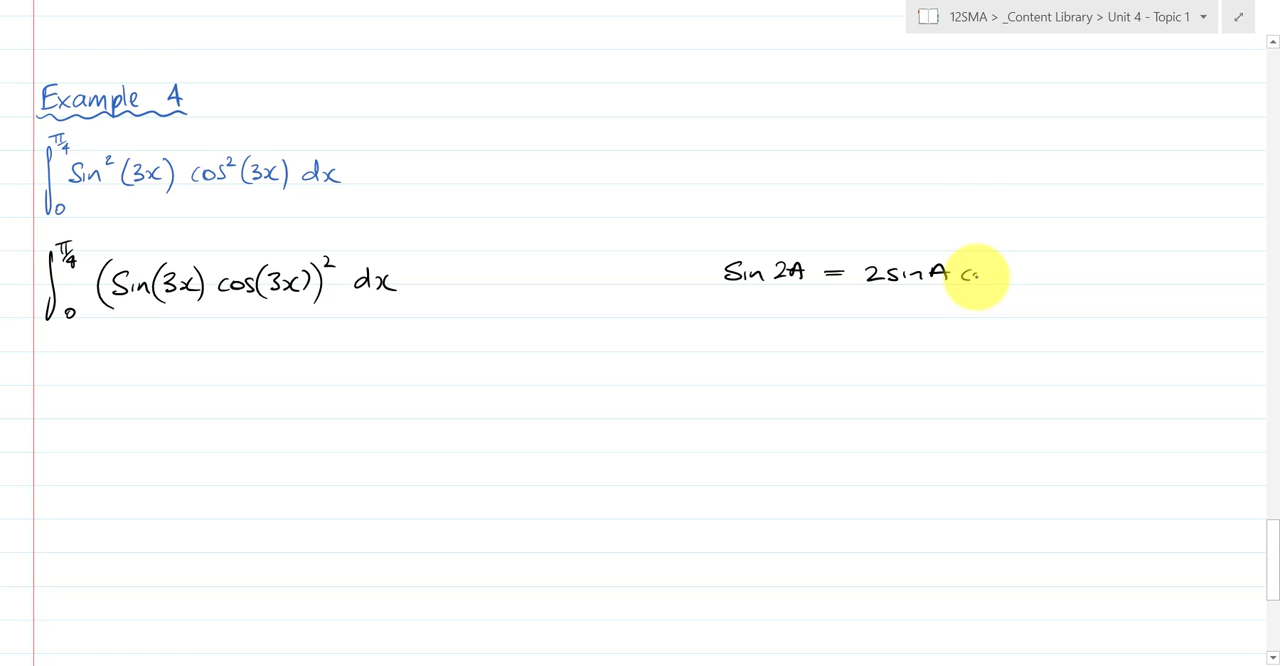 12SMA > _Content Library > Unit 4 - Topic 1
Example 4
∫₀^(π/4) Sin² (3x) cos² (3x) dx
∫₀^(π/4) (Sin(3x) cos(3x))² dx
Sin 2A = 2sinA c